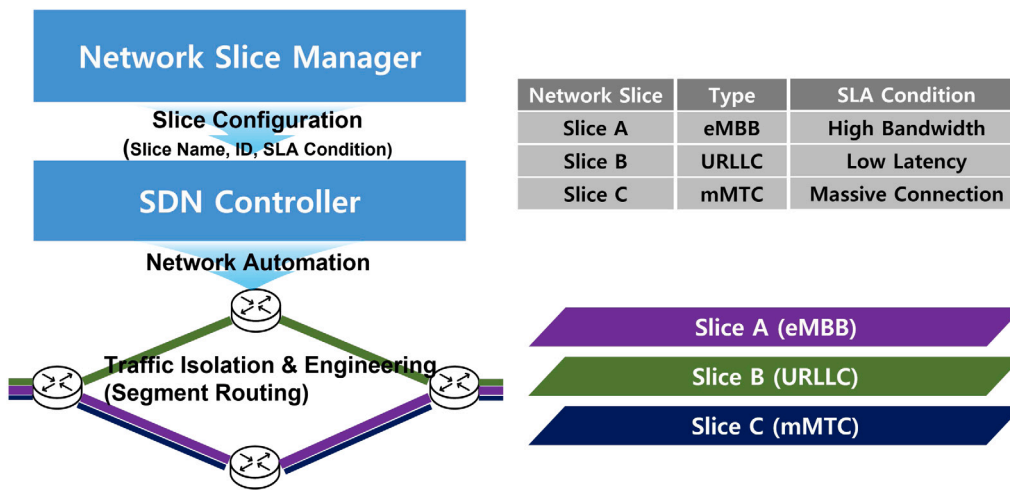 Network Slice Manager
Slice Configuration
(Slice Name, ID, SLA Condition)
SDN Controller
Network Automation
Traffic Isolation & Engineering
(Segment Routing)
Network Slice Type SLA Condition
Slice A eMBB High Bandwidth
Slice B URLLC Low Latency
Slice C mMTC Massive Connection
Slice A (eMBB)
Slice B (URLLC)
Slice C (mMTC)